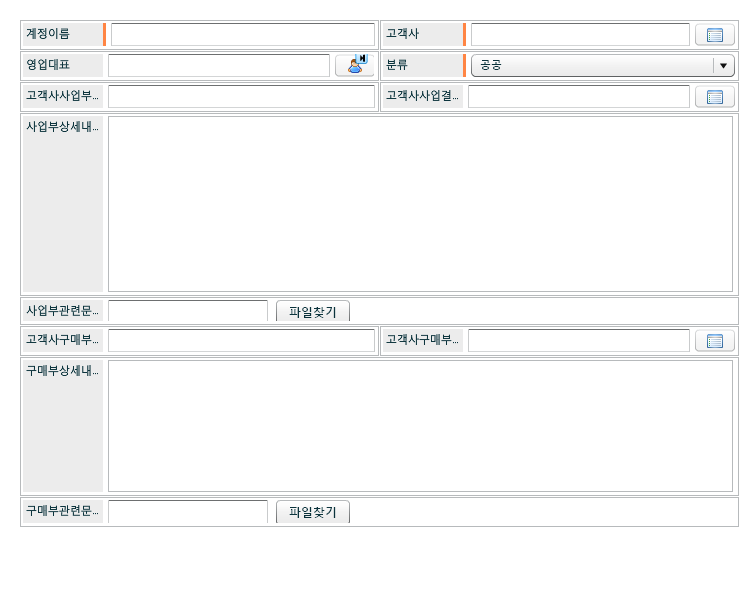 계정이름 고객사
영업대표 분류 공공
고객사사업부... 고객사사업결...
사업부상세내...
사업부관련문... 파일찾기
고객사구매부... 고객사구매부...
구매부상세내...
구매부관련문... 파일찾기